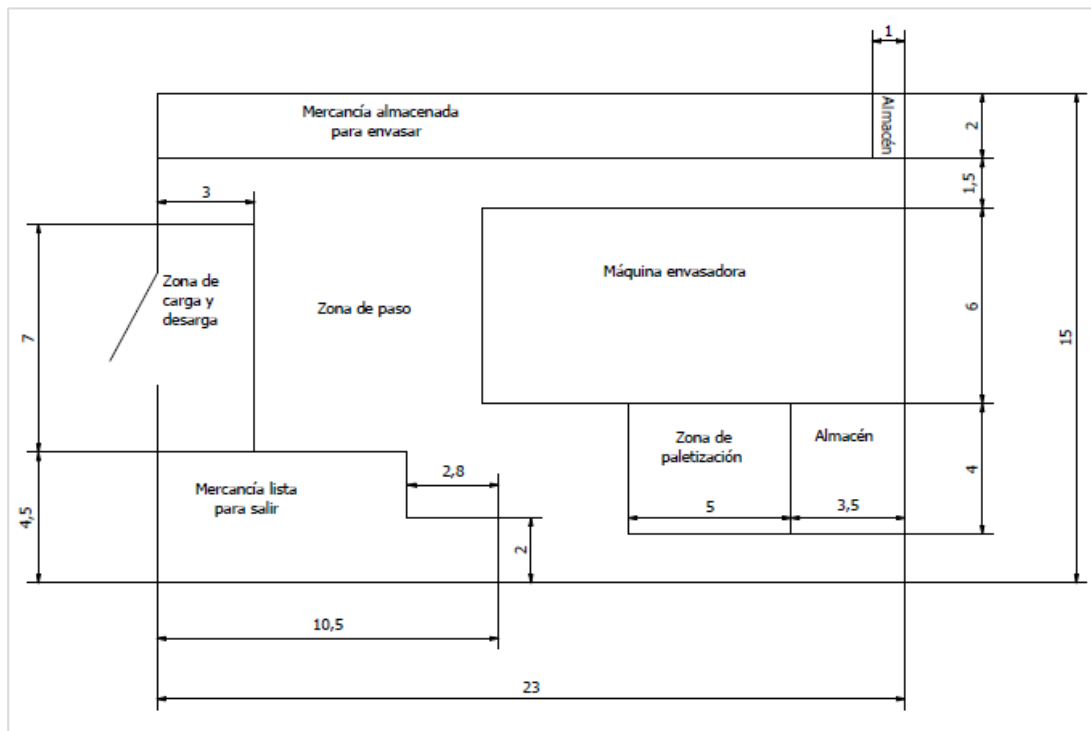 1
Mercancía almacenada
para envasar
Almacén
2
1,5
3
Zona de
carga y
desarga
Zona de paso
Máquina envasadora
7
6
15
Zona de
paletización
Almacén
4
Mercancía lista
para salir
2,8
5
3,5
4,5
2
10,5
23